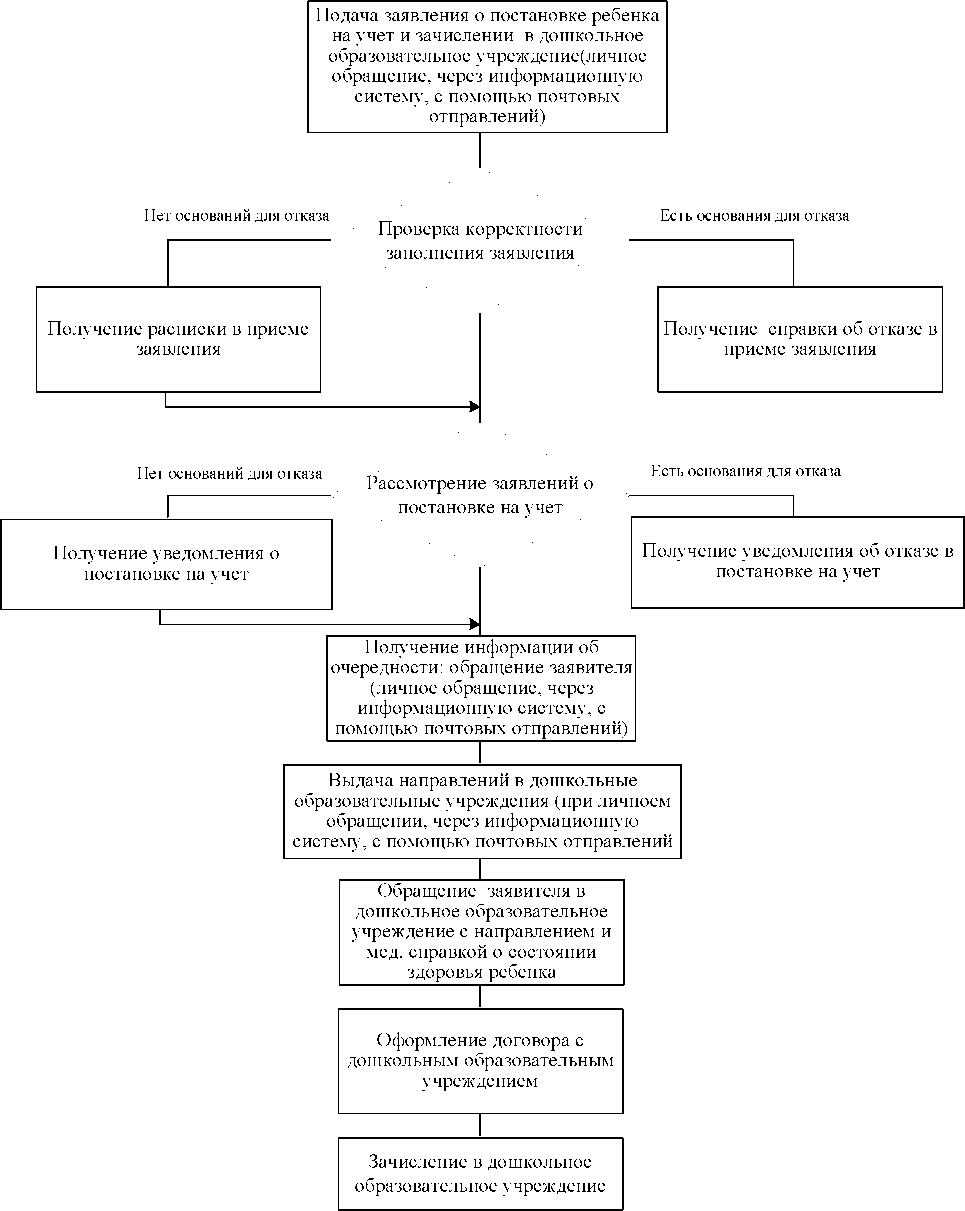 Подача заявления о постановке ребенка
на учет и зачислении в дошкольное
образовательное учреждение(личное
обращение, через информационную
систему, с помощью почтовых
отправлений)
Нет оснований для отказа
Есть основания для отказа
Проверка корректности
заполнения заявления
Получение расписки в приеме
заявления
Получение справки об отказе в
приеме заявления
Нет оснований для отказа
Есть основания для отказа
Рассмотрение заявлений о
постановке на учет
Получение уведомления о
постановке на учет
Получение уведомления об отказе в
постановке на учет
Получение информации об
очередности: обращение заявителя
(личное обращение, через
информационную систему, с
помощью почтовых отправлений)
Выдача направлений в дошкольные
образовательные учреждения (при личноем
обращении, через информационную
систему, с помощью почтовых отправлений
Обращение заявителя в
дошкольное образовательное
учреждение с направлением и
мед. справкой о состоянии
здоровья ребенка
Оформление договора с
дошкольным образовательным
учреждением
Зачисление в дошкольное
образовательное учреждение